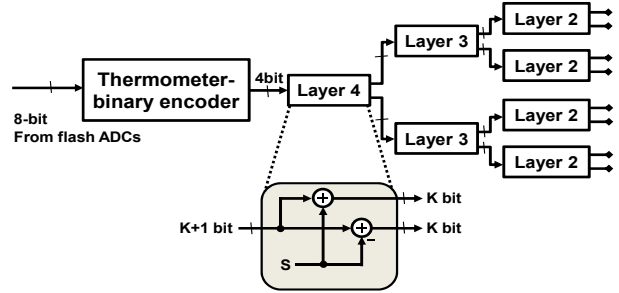 Layer 2
Layer 3
Layer 2
Thermometer-
binary encoder
4bit
Layer 4
8-bit
From flash ADCs
Layer 2
Layer 3
Layer 2
K+1 bit
+
K bit
+
−
K bit
S